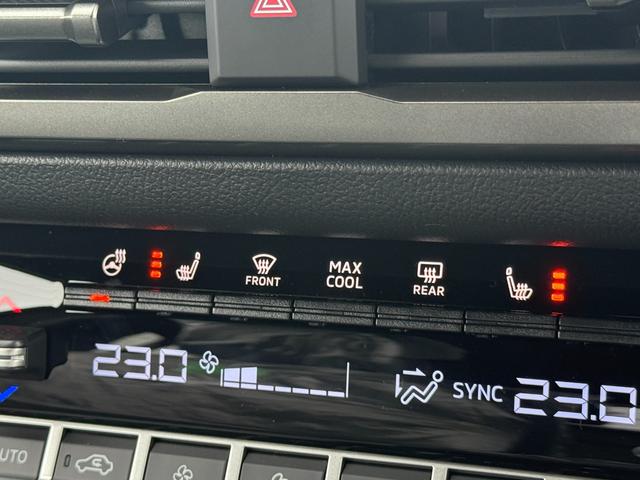 FRONT
MAX
COOL
REAR
23.0
SYNC
23.0
AUTO